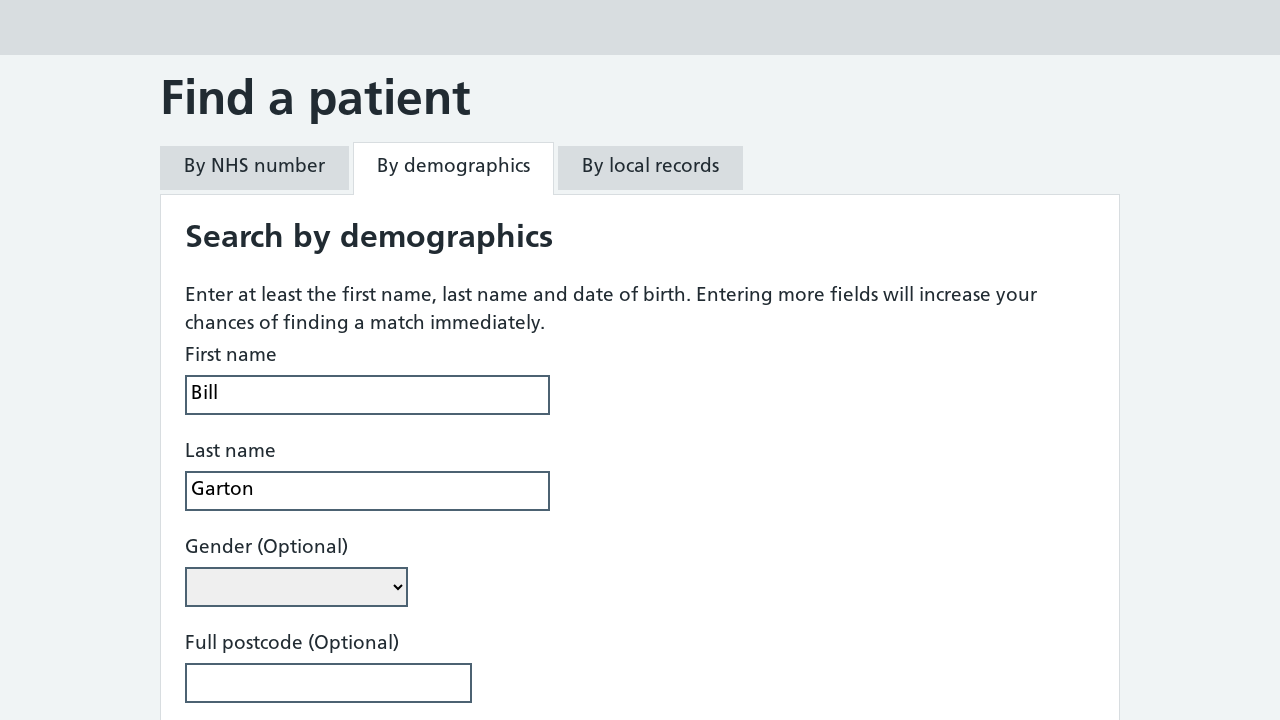 Find a patient
By NHS number
By demographics
By local records
Search by demographics
Enter at least the first name, last name and date of birth. Entering more fields will increase your
chances of finding a match immediately.
First name
Bill
Last name
Garton
Gender (Optional)
Full postcode (Optional)